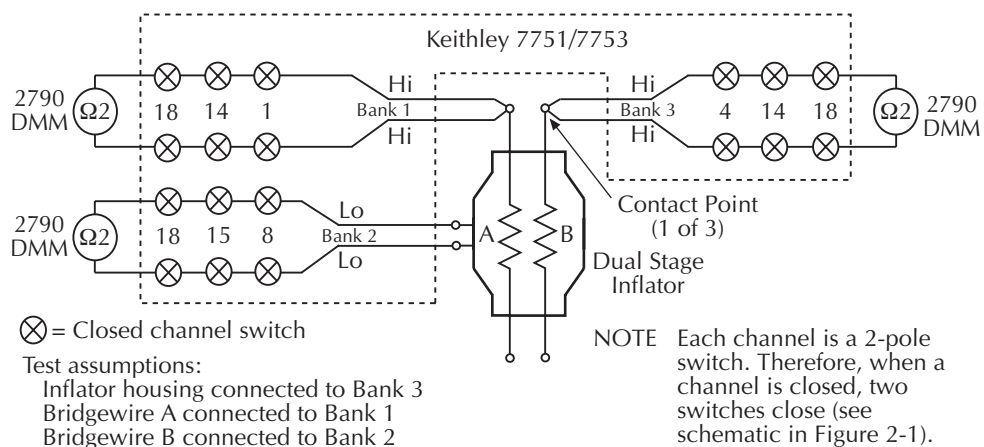 Keithley 7751/7753
2790
DMM
Ω2
18 14 1
Hi
Bank 1
Hi
Hi
Bank 3
Hi
4 14 18
Ω2
2790
DMM
2790
DMM
Ω2
18 15 8
Lo
Bank 2
Lo
A
B
Contact Point
(1 of 3)
Dual Stage
Inflator
= Closed channel switch
Test assumptions:
Inflator housing connected to Bank 3
Bridgewire A connected to Bank 1
Bridgewire B connected to Bank 2
NOTE Each channel is a 2-pole
switch. Therefore, when a
channel is closed, two
switches close (see
schematic in Figure 2-1).